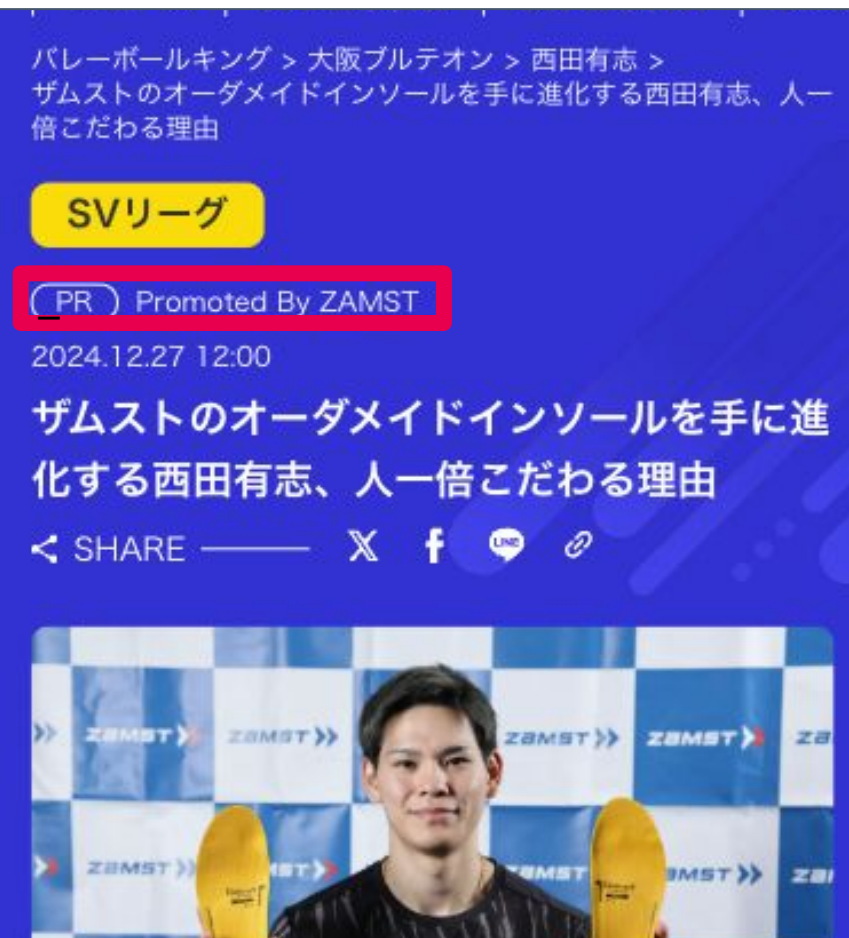 バレーボールキング > 大阪ブルテオン > 西田有志 >
ザムストのオーダメイドインソールを手に進化する西田有志、人一
倍こだわる理由
SVリーグ
PR Promoted By ZAMST
2024.12.27 12:00
ザムストのオーダメイドインソールを手に進
化する西田有志、人一倍こだわる理由
SHARE
LINE
ZAMST ZAMST ZAMST ZAMST ZA
ZAMST